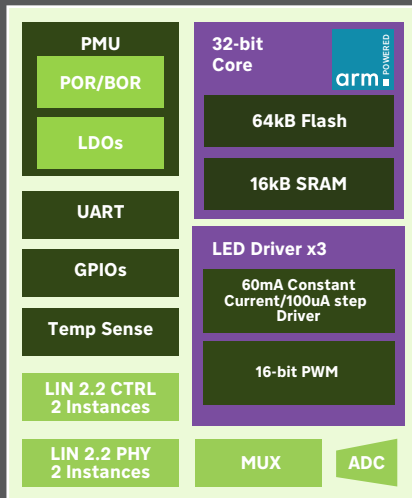 PMU
POR/BOR
LDOs
UART
GPIOs
Temp Sense
LIN 2.2 CTRL
2 Instances
LIN 2.2 PHY
2 Instances
32-bit
Core
arm
POWERED
64kB Flash
16kB SRAM
LED Driver x3
60mA Constant
Current/100uA step
Driver
16-bit PWM
MUX
ADC